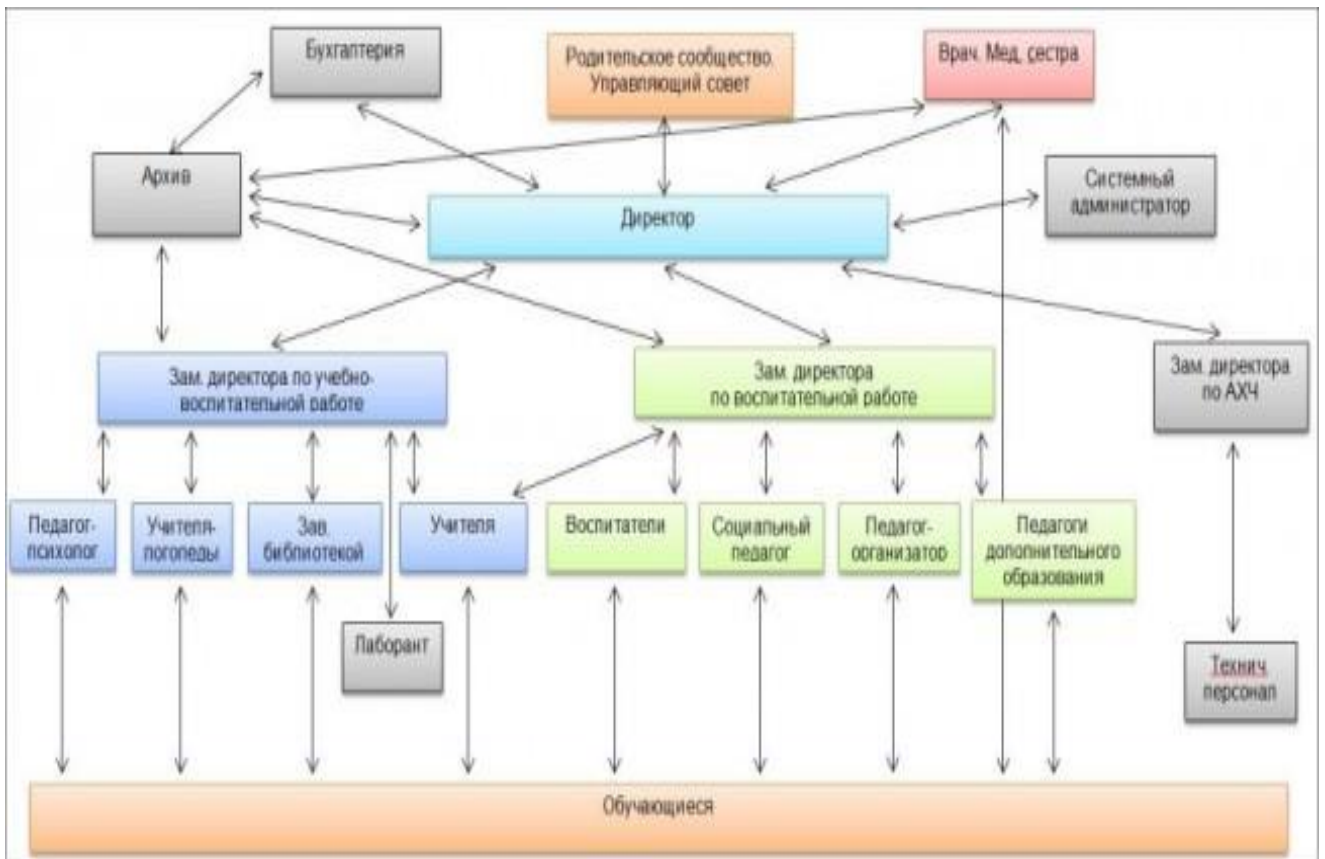 Бухгалтерия
Родительское сообщество.
Управляющий совет
Врач. Мед, сестра
Архив
Системный
администратор
Директор
Зам. директора по учебно-
воспитательной работе
Зам. директора
по воспитательной работе
Зам. директора
по АХЧ
Педагог-
психолог
Учителя-
логопеды
Зав.
библиотекой
Учителя
Воспитатели
Социальный
педагог
Педагог-
организатор
Педагоги
дополнительного
образования
Лаборант
Технич.
персонал
Обучающиеся